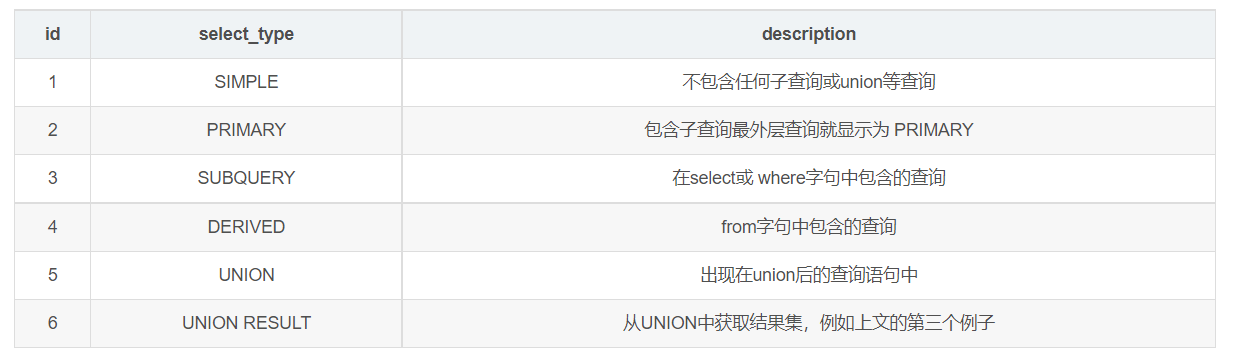 id select_type description
1 SIMPLE 不包含任何子查询或union等查询
2 PRIMARY 包含子查询最外层查询就显示为 PRIMARY
3 SUBQUERY 在select或 where字句中包含的查询
4 DERIVED from字句中包含的查询
5 UNION 出现在union后的查询语句中
6 UNION RESULT 从UNION中获取结果集，例如上文的第三个例子